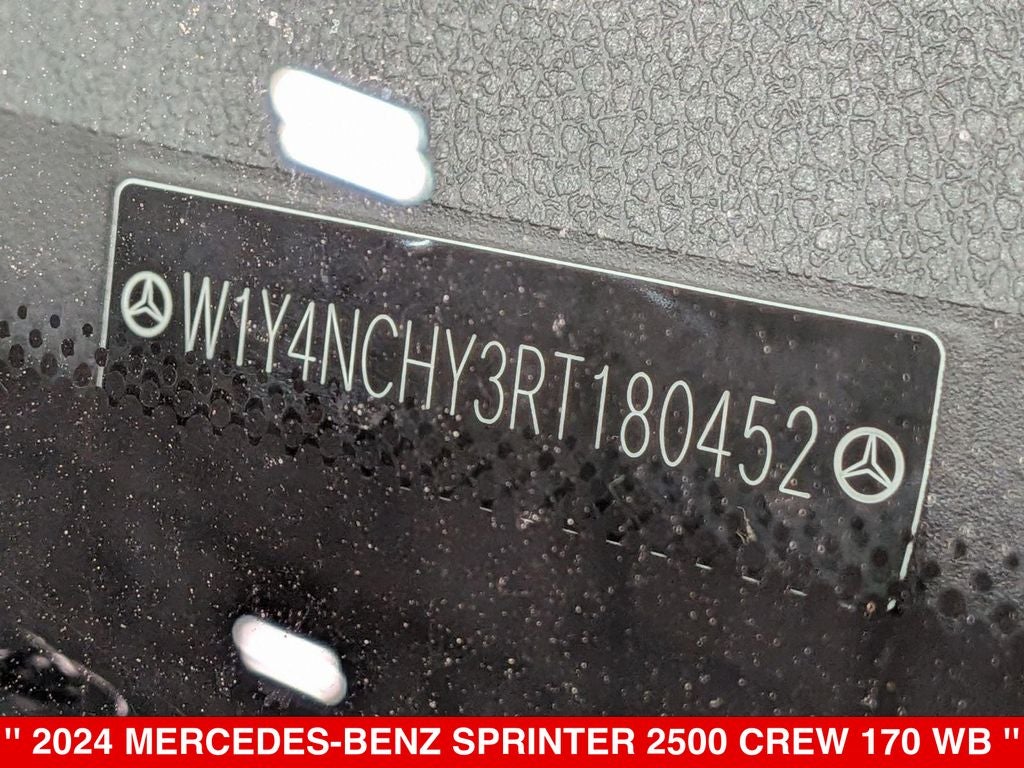 W1Y4NCHY3RT180452
" 2024 MERCEDES-BENZ SPRINTER 2500 CREW 170 WB "